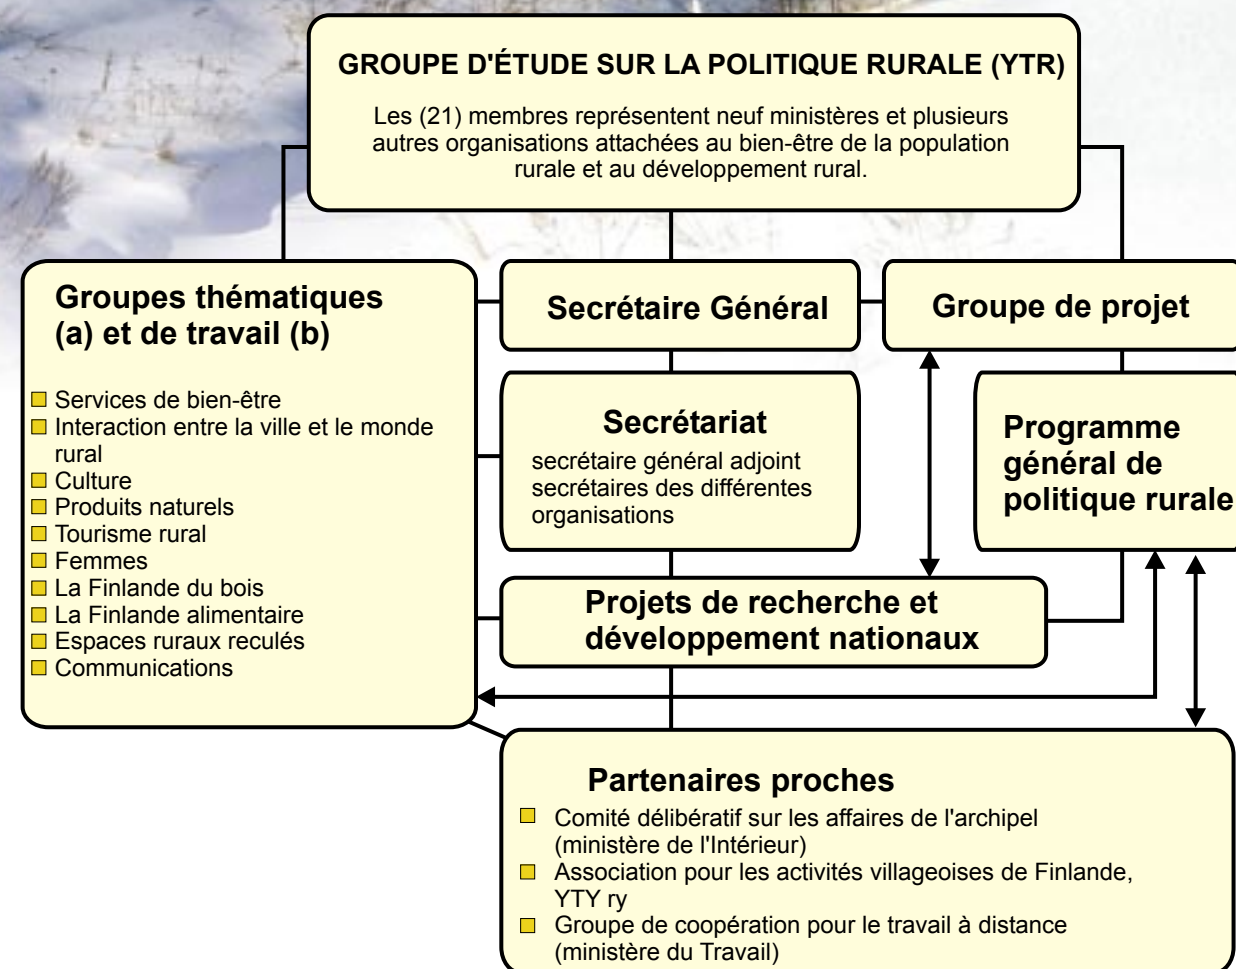 GROUPE D'ÉTUDE SUR LA POLITIQUE RURALE (YTR)
Les (21) membres représentent neuf ministères et plusieurs
autres organisations attachées au bien-être de la population
rurale et au développement rural.
Groupes thématiques
(a) et de travail (b)
Services de bien-être
Interaction entre la ville et le monde
rural
Culture
Produits naturels
Tourisme rural
Femmes
La Finlande du bois
La Finlande alimentaire
Espaces ruraux reculés
Communications
Secrétaire Général
Groupe de projet
Secrétariat
secrétaire général adjoint
secrétaires des différentes
organisations
Programme
général de
politique rurale
Projets de recherche et
développement nationaux
Partenaires proches
Comité délibératif sur les affaires de l'archipel
(ministère de l'Intérieur)
Association pour les activités villageoises de Finlande,
YTY ry
Groupe de coopération pour le travail à distance
(ministère du Travail)